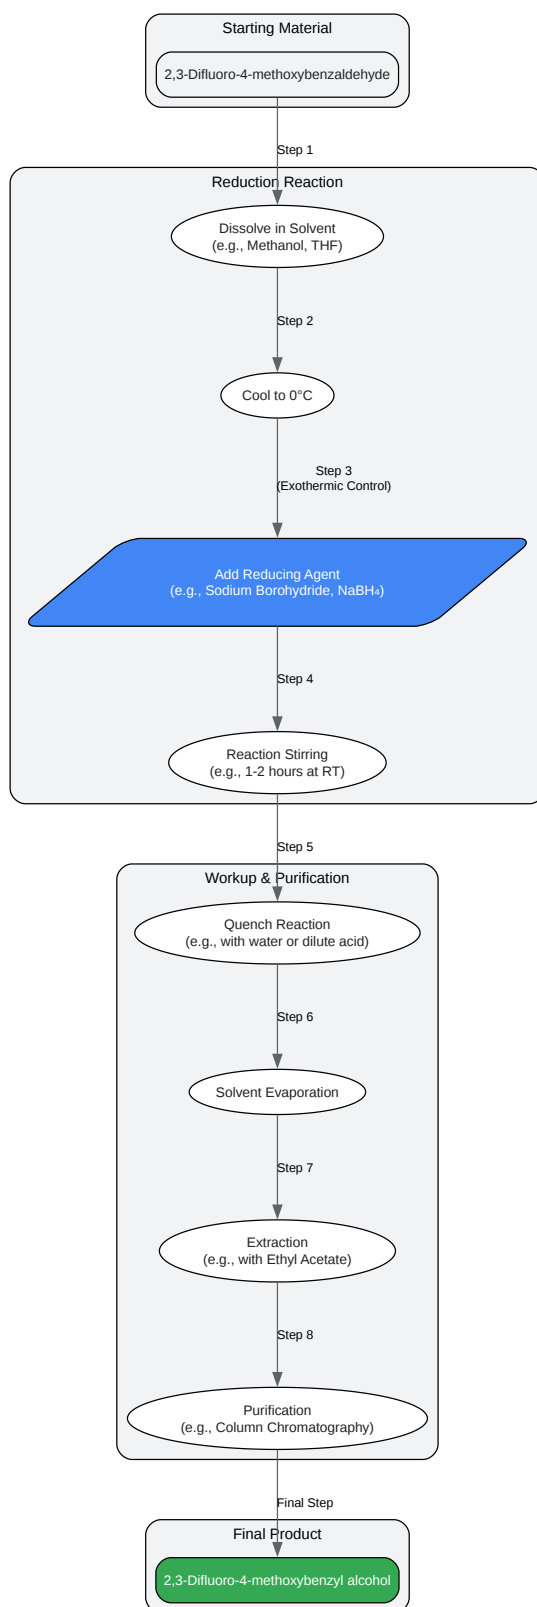 Starting Material
2,3-Difluoro-4-methoxybenzaldehyde
Step 1
Reduction Reaction
Dissolve in Solvent
(e.g., Methanol, THF)
Step 2
Cool to 0°C
Step 3
(Exothermic Control)
Add Reducing Agent
(e.g., Sodium Borohydride, NaBH₄)
Step 4
Reaction Stirring
(e.g., 1-2 hours at RT)
Step 5
Workup & Purification
Quench Reaction
(e.g., with water or dilute acid)
Step 6
Solvent Evaporation
Step 7
Extraction
(e.g., with Ethyl Acetate)
Step 8
Purification
(e.g., Column Chromatography)
Final Step
Final Product
2,3-Difluoro-4-methoxybenzyl alcohol